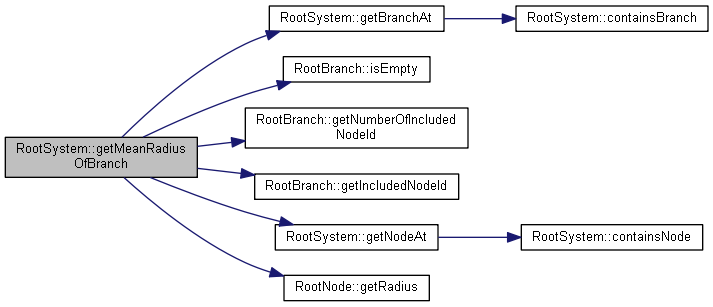 RootSystem::getBranchAt
RootSystem::containsBranch
RootBranch::isEmpty
RootBranch::getNumberOfIncluded
NodeId
RootSystem::getMeanRadius
OfBranch
RootBranch::getIncludedNodeId
RootSystem::getNodeAt
RootSystem::containsNode
RootNode::getRadius